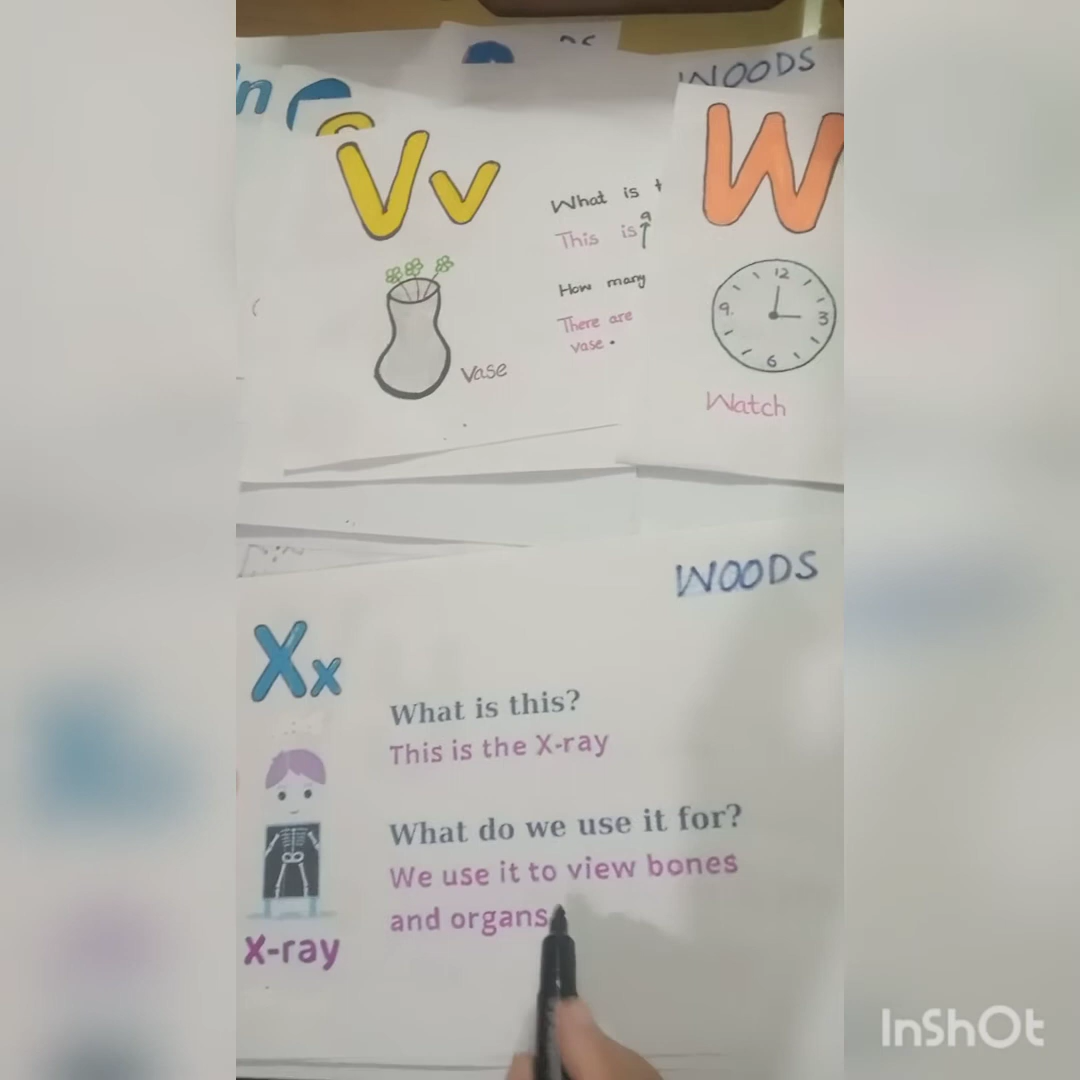 WOODS
Vv
What is
This is a
How many
There are
vase.
Vase
W
12
9
3
6
Watch
WOODS
Xx
What is this?
This is the X-ray
What do we use it for?
We use it to view bones
and organs
X-ray
InShOt